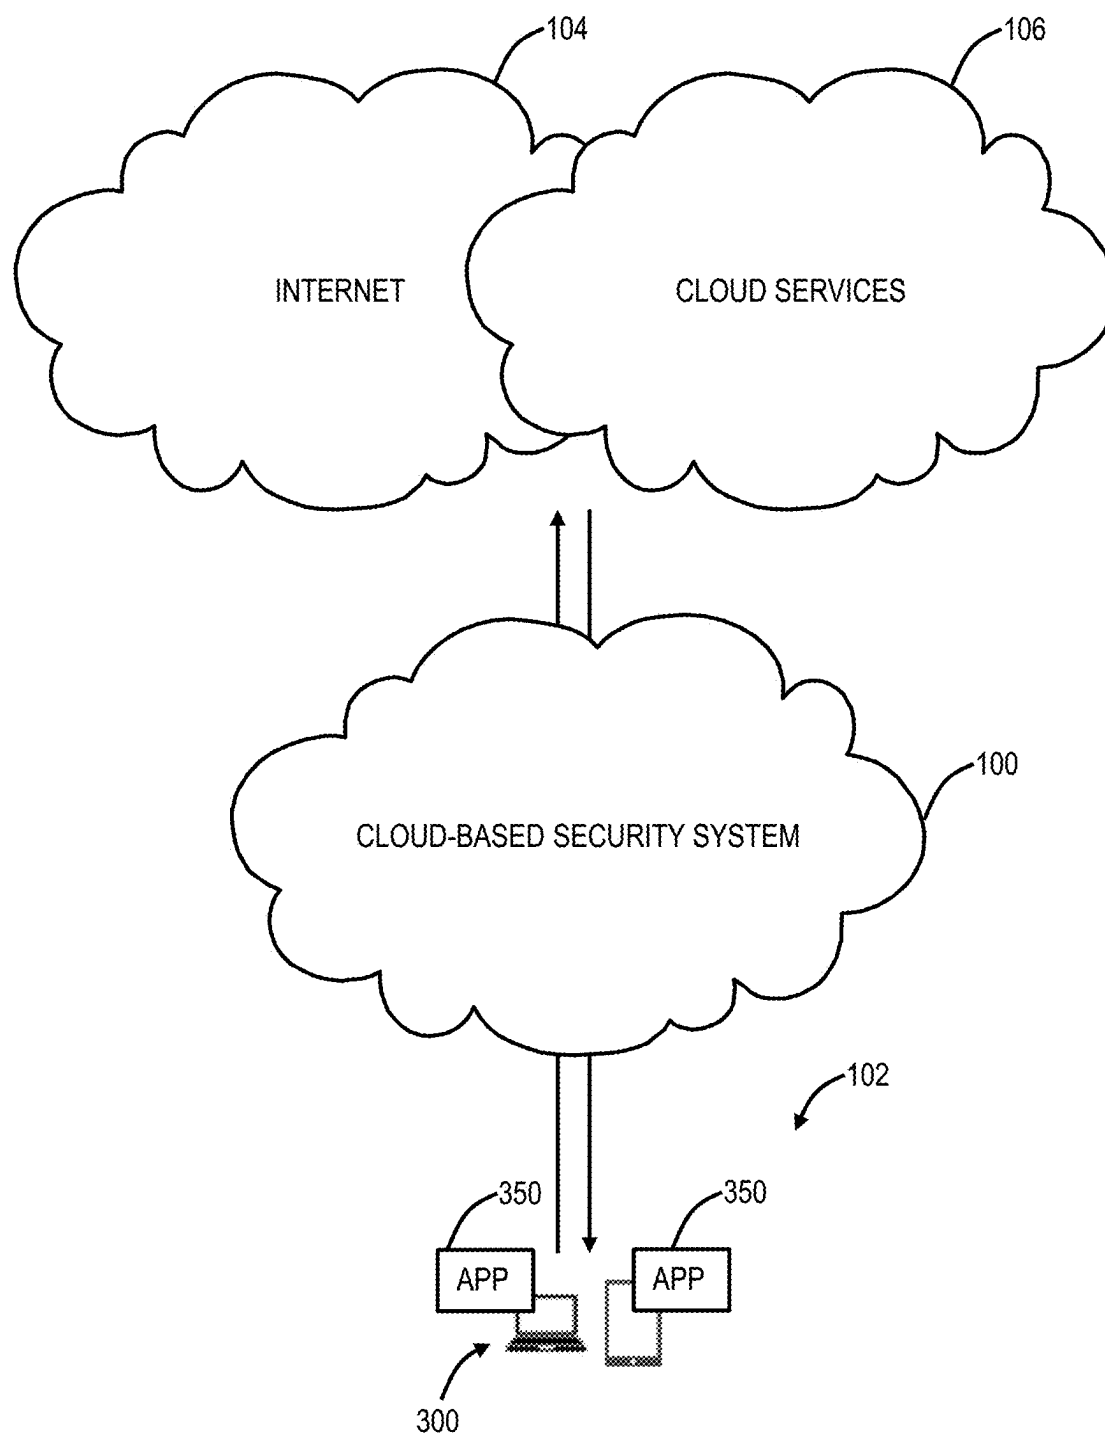 104
106
INTERNET
CLOUD SERVICES
100
CLOUD-BASED SECURITY SYSTEM
102
350
350
APP
APP
300